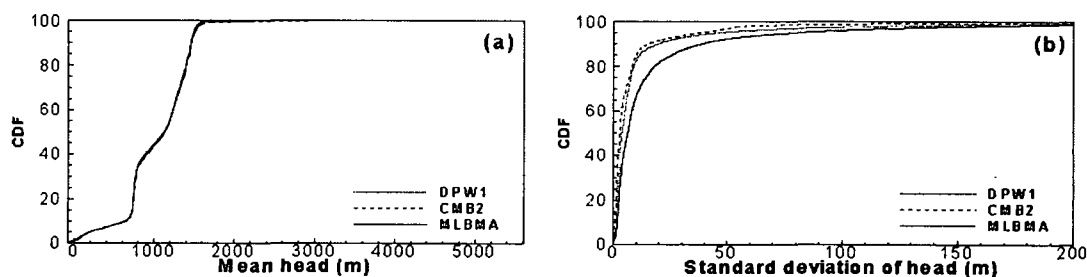 100
80
60
40
20
0
CDF
(a)
DPW1
CMB2
MLBMA
1000 2000 3000 4000 5000
Mean head (m)
100
80
60
40
20
0
CDF
(b)
DPW1
CMB2
MLBMA
0 50 100 150 200
Standard deviation of head (m)